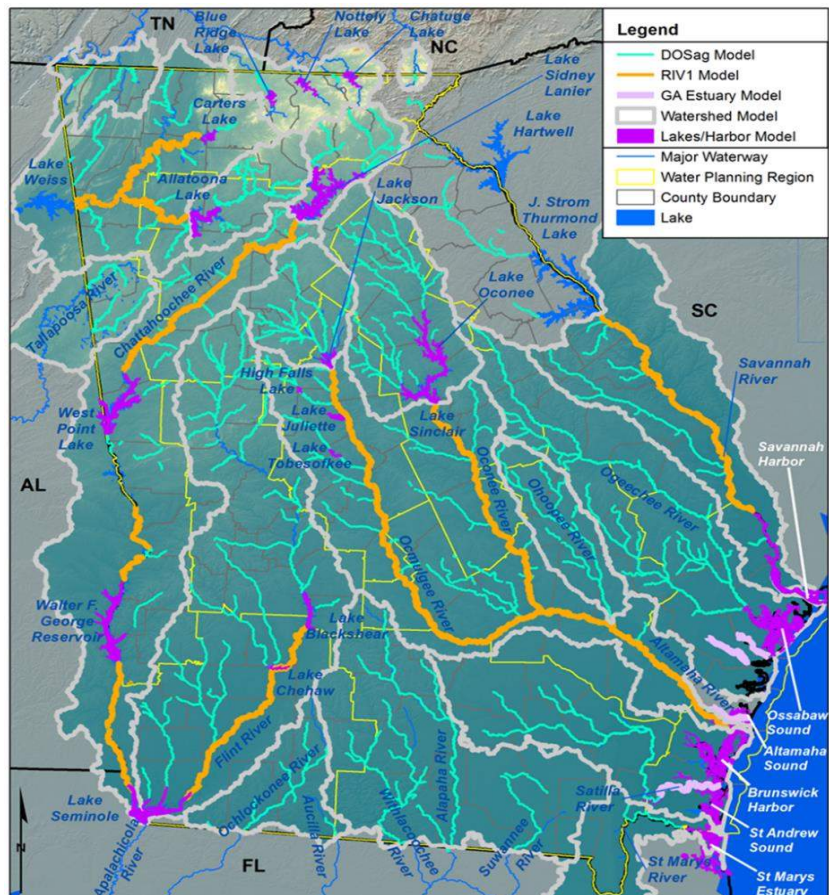 TN
Blue
Ridge
Lake
Nottely
Lake
Chatuge
Lake
NC
Lake
Sidney
Lanier
Legend
DOSag Model
RIV1 Model
GA Estuary Model
Watershed Model
Lakes/Harbor Model
Major Waterway
Water Planning Region
County Boundary
Lake
Carters
Lake
Lake
Hartwell
Lake
Weiss
Allatoona
Lake
Lake
Jackson
J. Strom
Thurmond
Lake
Tallapoosa River
Chattahoochee River
Lake
Oconee
SC
High Falls
Lake
Savannah
River
West
Point
Lake
Lake
Juliette
Lake
Sinclair
Lake
Tobesofkee
Savannah
Harbor
AL
Oconee River
Ohoopee River
Ogeechee River
Ocmulgee River
Walter F.
George
Reservoir
Lake
Blackshear
Altamaha River
Lake
Chehaw
Ossabaw
Sound
Flint River
Altamaha
Sound
Satilla
River
Brunswick
Harbor
Lake
Seminole
Ochlockonee River
Alapaha River
St Andrew
Sound
Apalachicola
River
Aucilla River
Withlacoochee
River
Suwannee
River
St Marys
River
St Marys
Estuary
FL
N